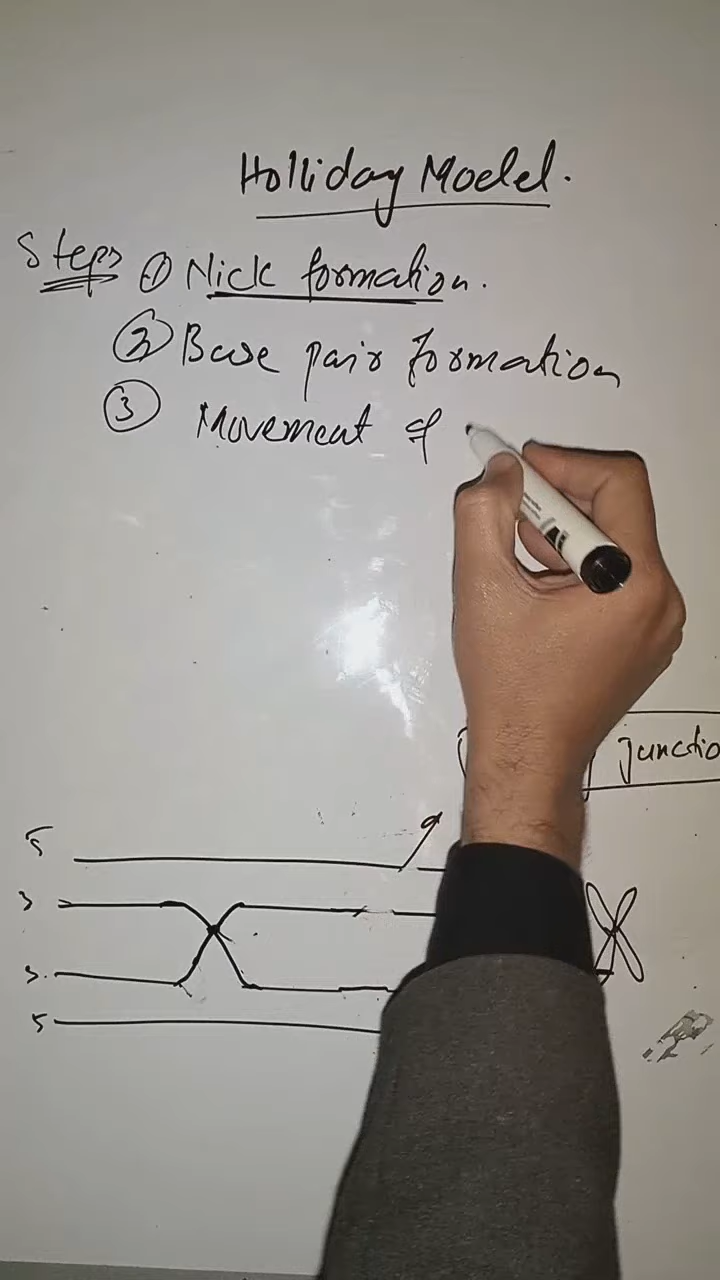 Holliday Model.
Steps ① Nick formation.
② Base pair formation
③ Movement of
junctio
5
3
3.
5